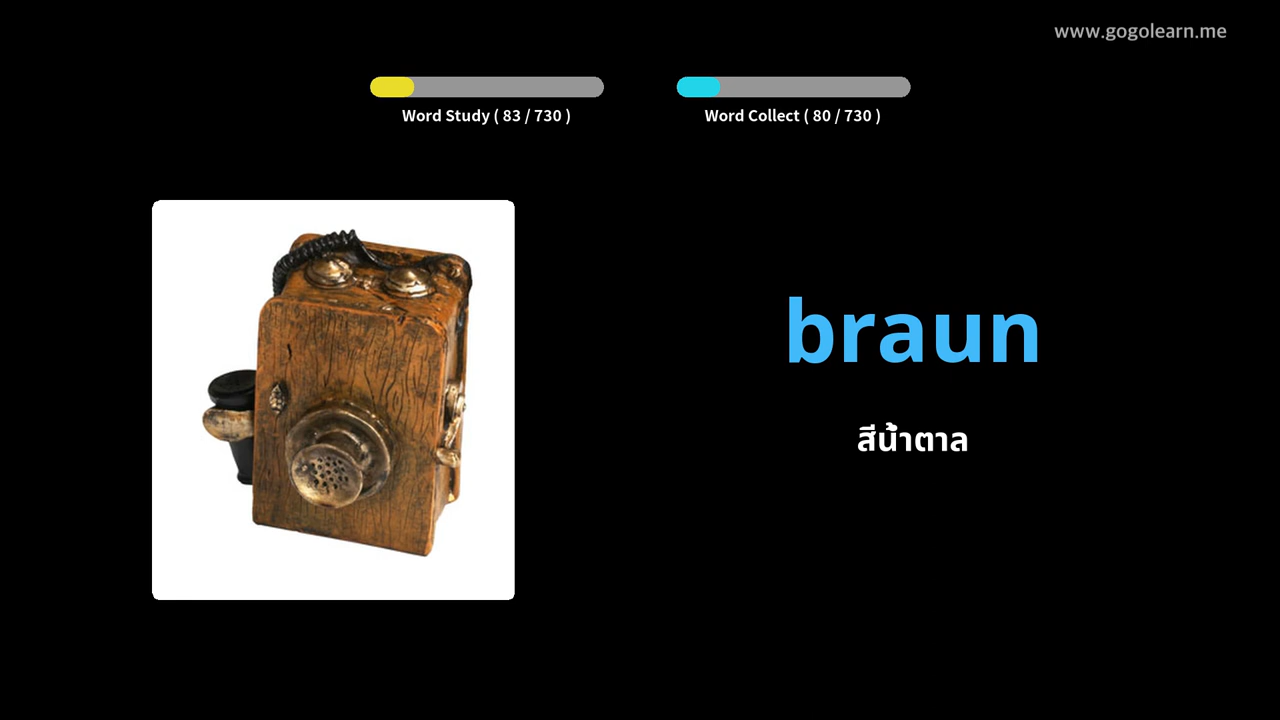 www.gogolearn.me
Word Study ( 83 / 730 )
Word Collect ( 80 / 730 )
braun
สีน้ำตาล